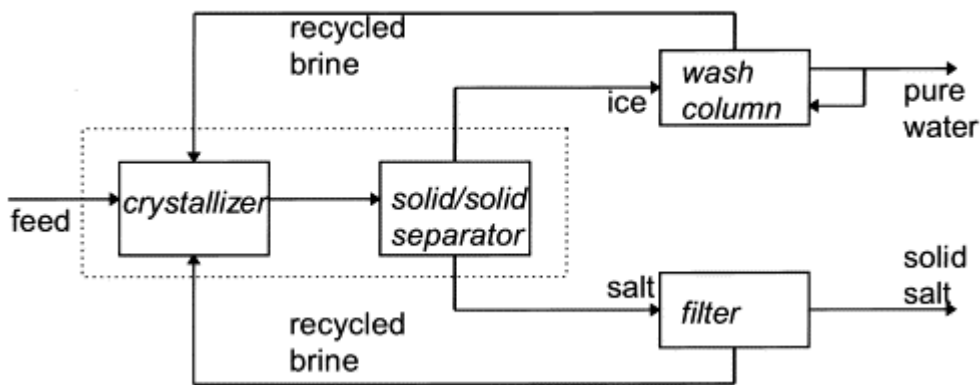 recycled
brine
wash
column
ice
pure
water
crystallizer
solid/solid
separator
feed
salt
filter
solid
salt
recycled
brine